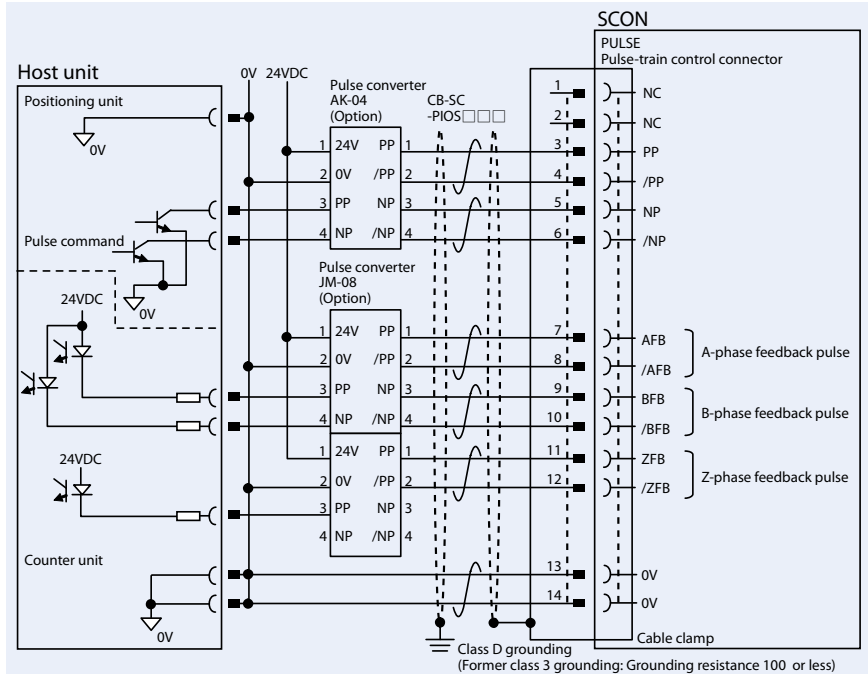 SCON
PULSE
Pulse-train control connector
Host unit
0V 24VDC
Positioning unit
0V
Pulse converter
AK-04
(Option)
CB-SC
-PIOS□□□
1 24V PP 1
2 0V /PP 2
3 PP NP 3
4 NP /NP 4
1 NC
2 NC
3 PP
4 /PP
5 NP
6 /NP
Pulse command
0V
24VDC
Pulse converter
JM-08
(Option)
1 24V PP 1
2 0V /PP 2
3 PP NP 3
4 NP /NP 4
7 AFB
8 /AFB
A-phase feedback pulse
9 BFB
10 /BFB
B-phase feedback pulse
1 24V PP 1
2 0V /PP 2
3 PP NP 3
4 NP /NP 4
11 ZFB
12 /ZFB
Z-phase feedback pulse
24VDC
Counter unit
0V
13 0V
14 0V
Cable clamp
Class D grounding
(Former class 3 grounding: Grounding resistance 100 or less)